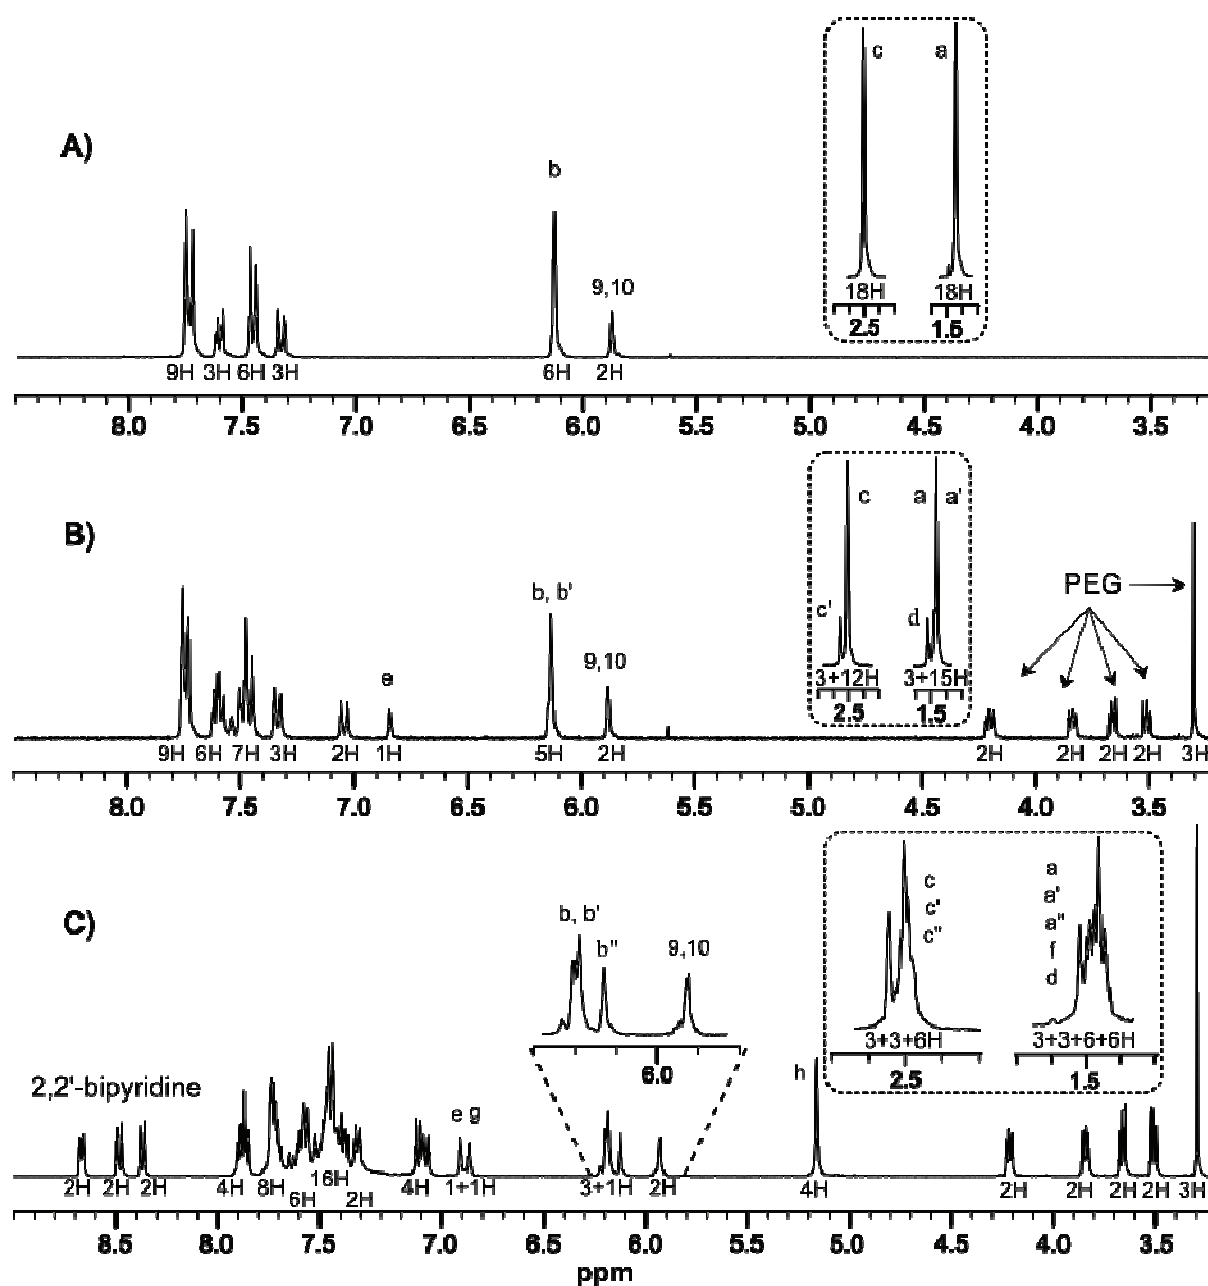 A)
c a
b
9,10
18H 18H
2.5 1.5
9H 3H 6H 3H 6H 2H
8.0 7.5 7.0 6.5 6.0 5.5 5.0 4.5 4.0 3.5
B)
c a a'
c' d
PEG
b, b'
9,10
e
3+12H 3+15H
2.5 1.5
9H 6H 7H 3H 2H 1H 5H 2H 2H 2H 2H 2H 3H
8.0 7.5 7.0 6.5 6.0 5.5 5.0 4.5 4.0 3.5
C)
b, b'
b''
9,10
6.0
c
c'
c''
a
a'
a''
f
d
3+3+6H 3+3+6+6H
2.5 1.5
2,2'-bipyridine
e g
h
2H 2H 2H 4H 8H 6H 16H 2H 4H 1+1H 3+1H 2H 4H 2H 2H 2H 2H 3H
8.5 8.0 7.5 7.0 6.5 6.0 5.5 5.0 4.5 4.0 3.5
ppm